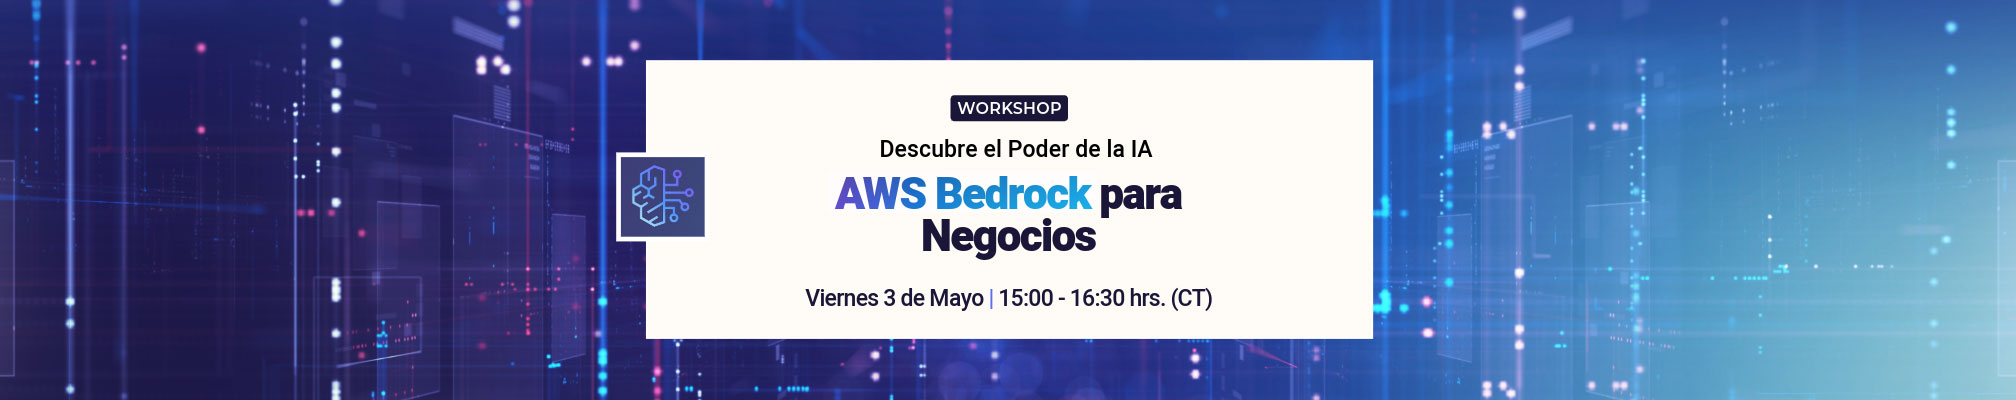 WORKSHOP
Descubre el Poder de la IA
AWS Bedrock para
Negocios
Viernes 3 de Mayo | 15:00 - 16:30 hrs. (CT)